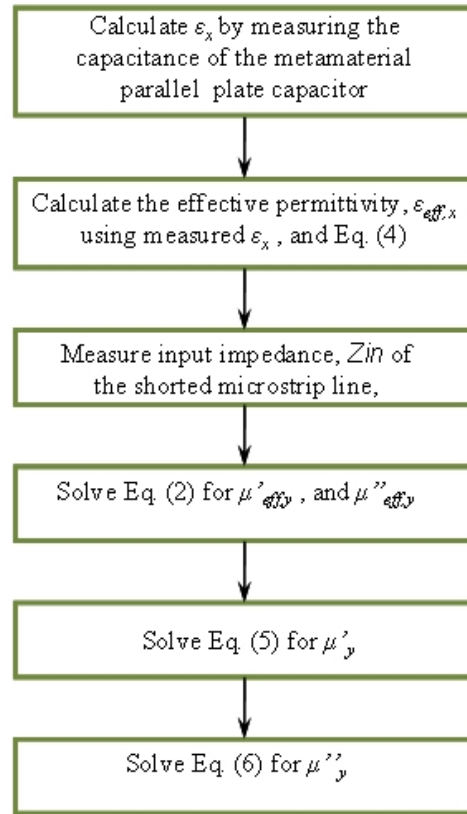 Calculate εx by measuring the
capacitance of the metamaterial
parallel plate capacitor
Calculate the effective permittivity, εeff,x
using measured εx , and Eq. (4)
Measure input impedance, Zin of
the shorted microstrip line,
Solve Eq. (2) for μ’eff,y , and μ’’eff,y
Solve Eq. (5) for μ’y
Solve Eq. (6) for μ’’y